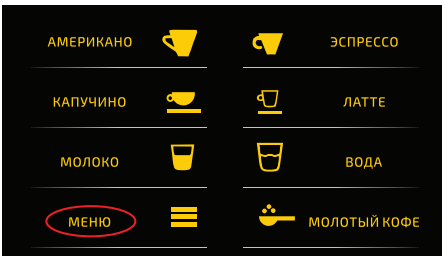 АМЕРИКАНО ЭСПРЕССО
КАПУЧИНО ЛАТТЕ
МОЛОКО ВОДА
МЕНЮ МОЛОТЫЙ КОФЕ